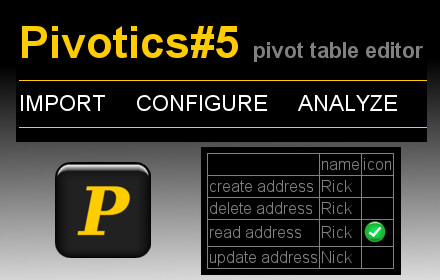 Pivotics#5 pivot table editor
IMPORT CONFIGURE ANALYZE
P
name icon
create address Rick
delete address Rick
read address Rick
update address Nick